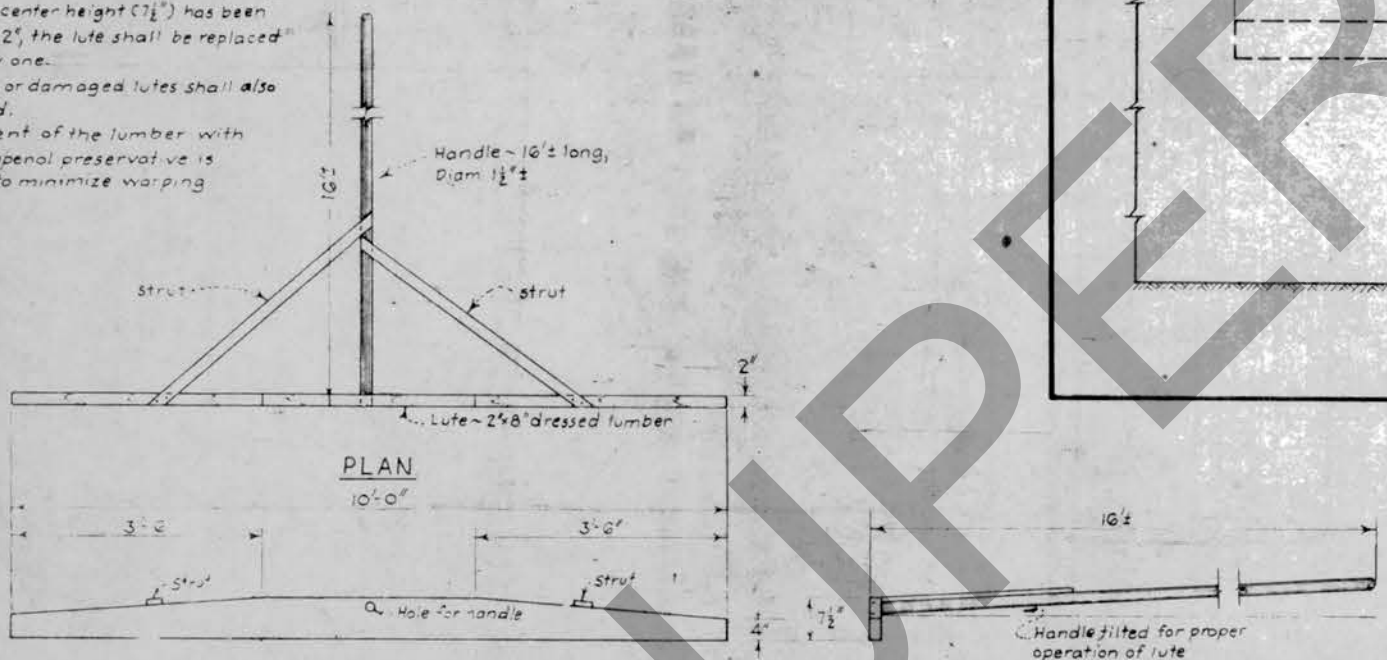 center height (7½") has been
2", the lute shall be replaced
one.
or damaged lutes shall also
ent of the lumber with
preservative is
to minimize warping
16'±
Handle ~ 16'± long,
Diam 1½"±
strut
strut
2"
Lute ~ 2"x8" dressed lumber
PLAN
10'-0"
3'-6
3'-6"
Strut
Strut
Hole for handle
4"
7½"
16'±
Handle tilted for proper
operation of lute